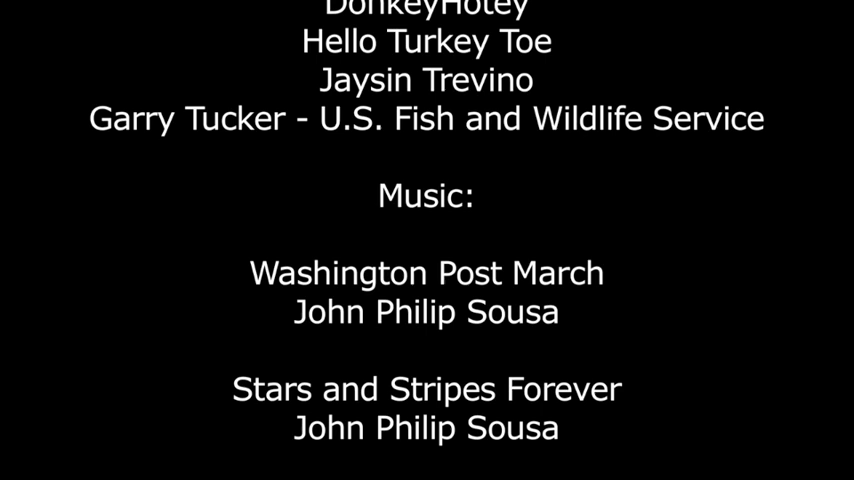 DonkeyHotey
Hello Turkey Toe
Jaysin Trevino
Garry Tucker - U.S. Fish and Wildlife Service
Music:
Washington Post March
John Philip Sousa
Stars and Stripes Forever
John Philip Sousa